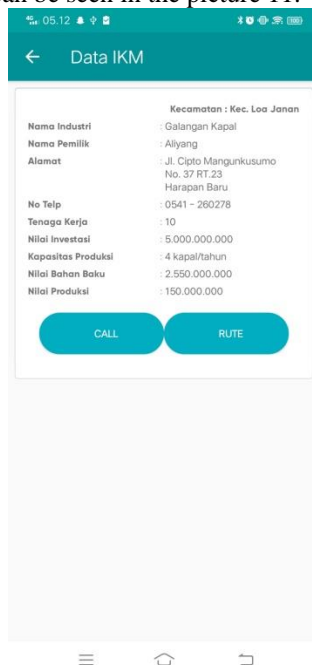 can be seen in the picture 11.
4G 05.12
Data IKM
Kecamatan : Kec. Loa Janan
Nama Industri : Galangan Kapal
Nama Pemilik : Aliyang
Alamat : Jl. Cipto Mangunkusumo
No. 37 RT.23
Harapan Baru
No Telp : 0541 - 260278
Tenaga Kerja : 10
Nilai Investasi : 5.000.000.000
Kapasitas Produksi : 4 kapal/tahun
Nilai Bahan Baku : 2.550.000.000
Nilai Produksi : 150.000.000
CALL RUTE